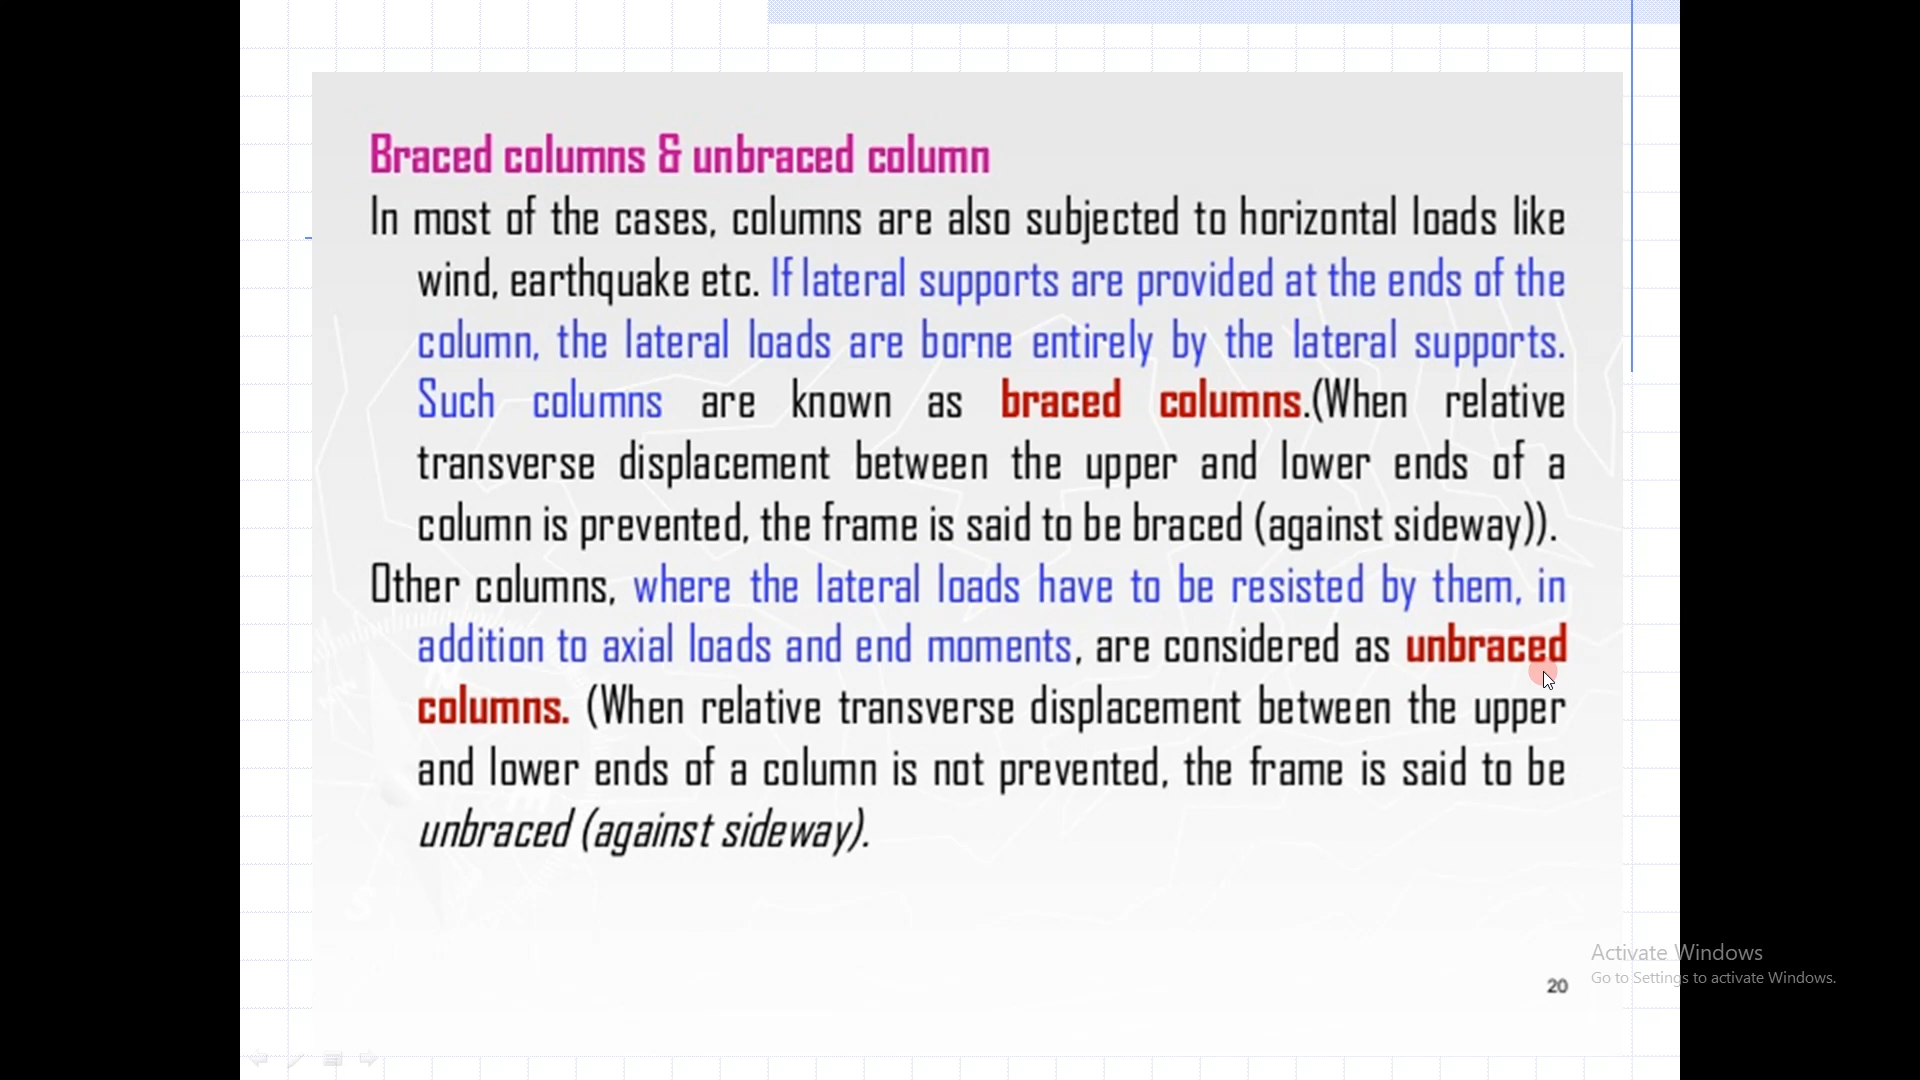 Braced columns & unbraced column
In most of the cases, columns are also subjected to horizontal loads like
wind, earthquake etc. If lateral supports are provided at the ends of the
column, the lateral loads are borne entirely by the lateral supports.
Such columns are known as braced columns.(When relative
transverse displacement between the upper and lower ends of a
column is prevented, the frame is said to be braced (against sideway)).
Other columns, where the lateral loads have to be resisted by them, in
addition to axial loads and end moments, are considered as unbraced
columns. (When relative transverse displacement between the upper
and lower ends of a column is not prevented, the frame is said to be
unbraced (against sideway).
Activate Windows
Go to Settings to activate Windows.
20